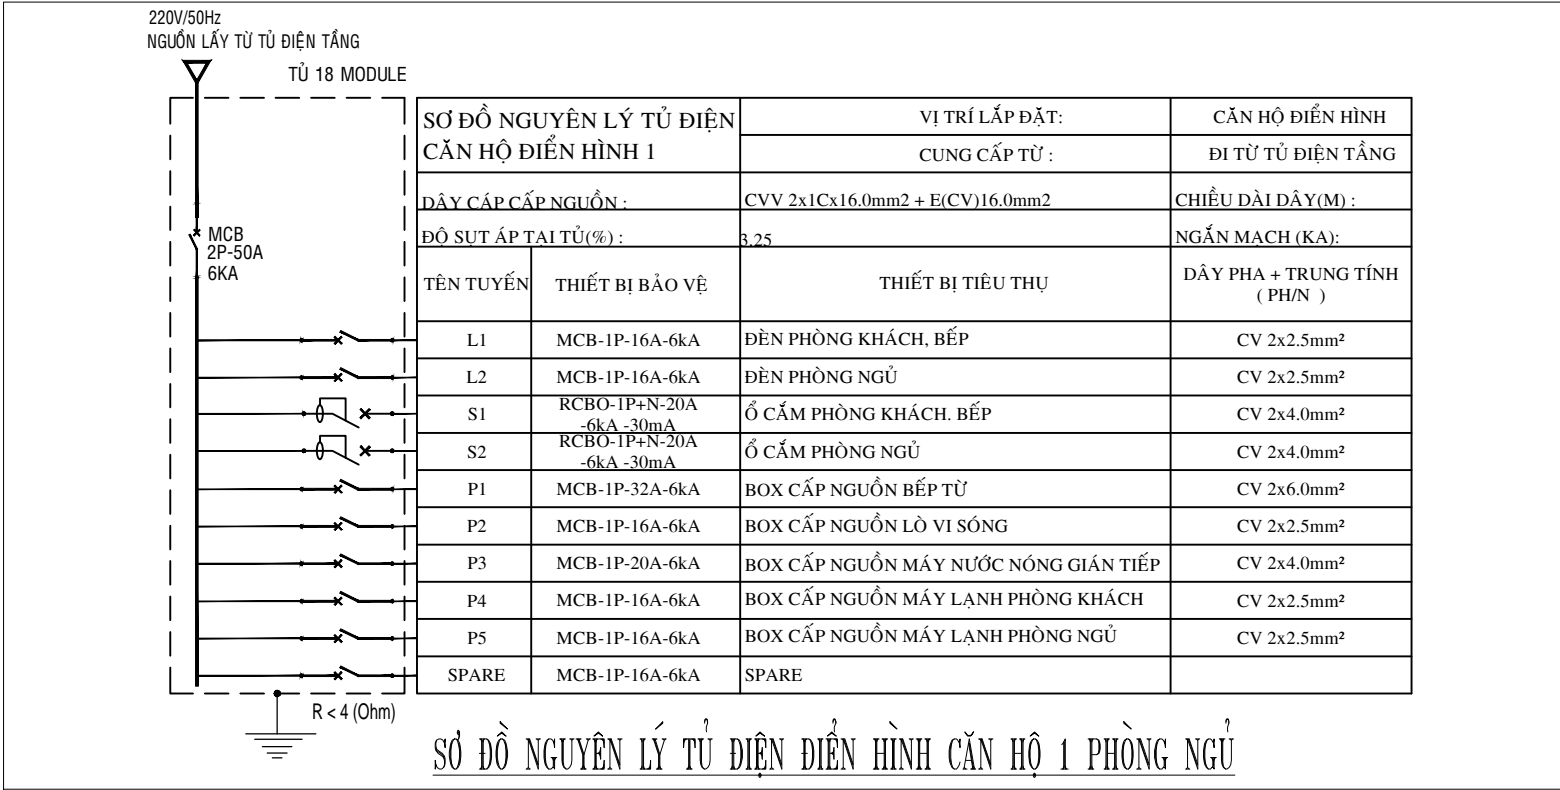 220V/50Hz
NGUỒN LẤY TỪ TỦ ĐIỆN TẦNG
TỦ 18 MODULE
MCB
2P-50A
6KA
SƠ ĐỒ NGUYÊN LÝ TỦ ĐIỆN
CĂN HỘ ĐIỂN HÌNH 1
VỊ TRÍ LẮP ĐẶT:
CĂN HỘ ĐIỂN HÌNH
CUNG CẤP TỪ :
ĐI TỪ TỦ ĐIỆN TẦNG
DÂY CÁP CẤP NGUỒN :
CVV 2x1Cx16.0mm2 + E(CV)16.0mm2
CHIỀU DÀI DÂY(M) :
ĐỘ SỤT ÁP TẠI TỦ(%) :
3.25
NGẮN MẠCH (KA):
TÊN TUYẾN
THIẾT BỊ BẢO VỆ
THIẾT BỊ TIÊU THỤ
DÂY PHA + TRUNG TÍNH
( PH/N )
L1
MCB-1P-16A-6kA
ĐÈN PHÒNG KHÁCH, BẾP
CV 2x2.5mm²
L2
MCB-1P-16A-6kA
ĐÈN PHÒNG NGỦ
CV 2x2.5mm²
S1
RCBO-1P+N-20A
-6kA -30mA
Ổ CẮM PHÒNG KHÁCH. BẾP
CV 2x4.0mm²
S2
RCBO-1P+N-20A
-6kA -30mA
Ổ CẮM PHÒNG NGỦ
CV 2x4.0mm²
P1
MCB-1P-32A-6kA
BOX CẤP NGUỒN BẾP TỪ
CV 2x6.0mm²
P2
MCB-1P-16A-6kA
BOX CẤP NGUỒN LÒ VI SÓNG
CV 2x2.5mm²
P3
MCB-1P-20A-6kA
BOX CẤP NGUỒN MÁY NƯỚC NÓNG GIÁN TIẾP
CV 2x4.0mm²
P4
MCB-1P-16A-6kA
BOX CẤP NGUỒN MÁY LẠNH PHÒNG KHÁCH
CV 2x2.5mm²
P5
MCB-1P-16A-6kA
BOX CẤP NGUỒN MÁY LẠNH PHÒNG NGỦ
CV 2x2.5mm²
SPARE
MCB-1P-16A-6kA
SPARE
R < 4 (Ohm)
SƠ ĐỒ NGUYÊN LÝ TỦ ĐIỆN ĐIỂN HÌNH CĂN HỘ 1 PHÒNG NGỦ